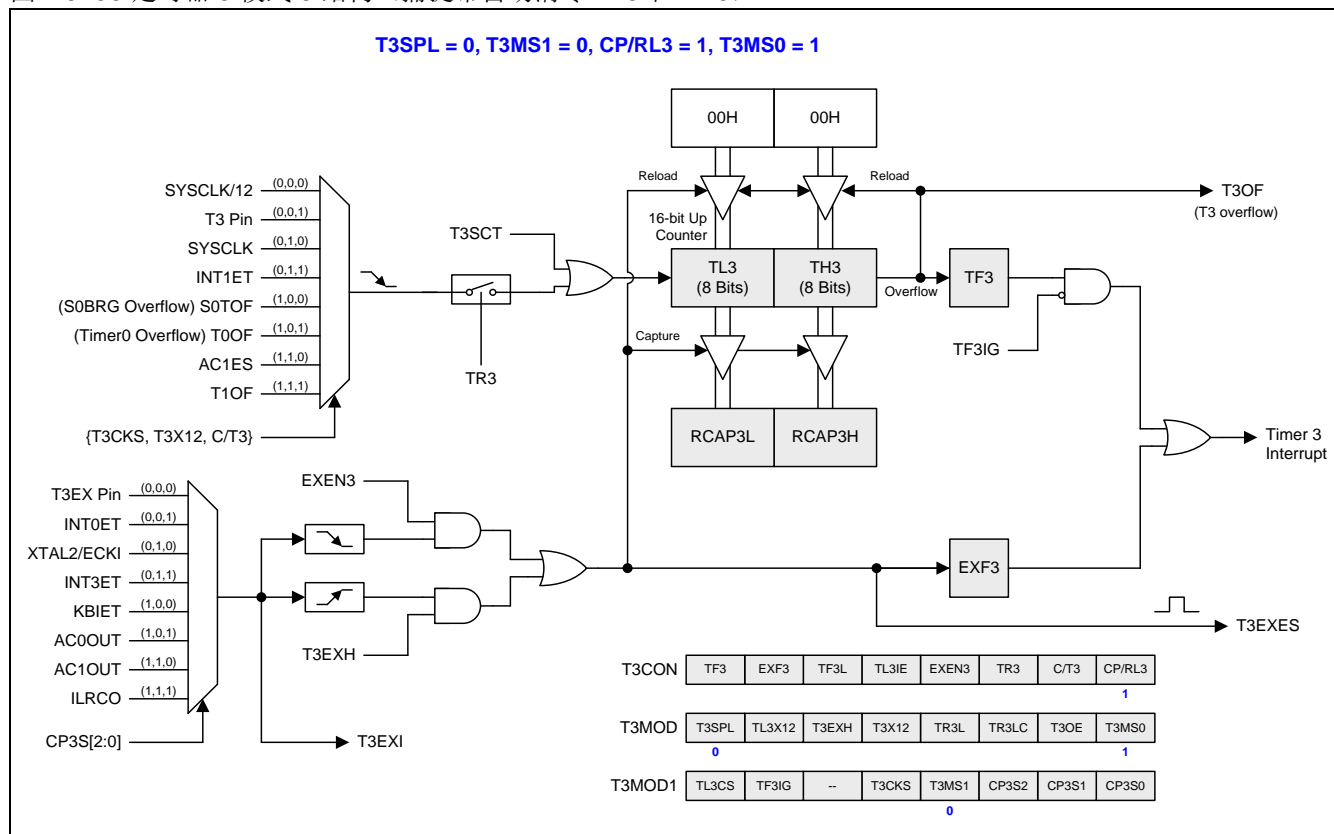 T3SPL = 0, T3MS1 = 0, CP/RL3 = 1, T3MS0 = 1
00H 00H
Reload Reload
T3OF
(T3 overflow)
SYSCLK/12 (0,0,0)
T3 Pin (0,0,1)
SYSCLK (0,1,0)
INT1ET (0,1,1)
(S0BRG Overflow) S0TOF (1,0,0)
(Timer0 Overflow) T0OF (1,0,1)
AC1ES (1,1,0)
T1OF (1,1,1)
{T3CKS, T3X12, C/T3}
TR3
T3SCT
16-bit Up
Counter
TL3
(8 Bits)
TH3
(8 Bits)
Overflow
TF3
TF3IG
Capture
RCAP3L RCAP3H
Timer 3
Interrupt
T3EX Pin (0,0,0)
INT0ET (0,0,1)
XTAL2/ECKI (0,1,0)
INT3ET (0,1,1)
KBIET (1,0,0)
AC0OUT (1,0,1)
AC1OUT (1,1,0)
ILRCO (1,1,1)
CP3S[2:0]
T3EXI
EXEN3
T3EXH
EXF3
T3EXES
T3CON TF3 EXF3 TF3L TL3IE EXEN3 TR3 C/T3 CP/RL3
1
T3MOD T3SPL TL3X12 T3EXH T3X12 TR3L TR3LC T3OE T3MS0
0 1
T3MOD1 TL3CS TF3IG -- T3CKS T3MS1 CP3S2 CP3S1 CP3S0
0